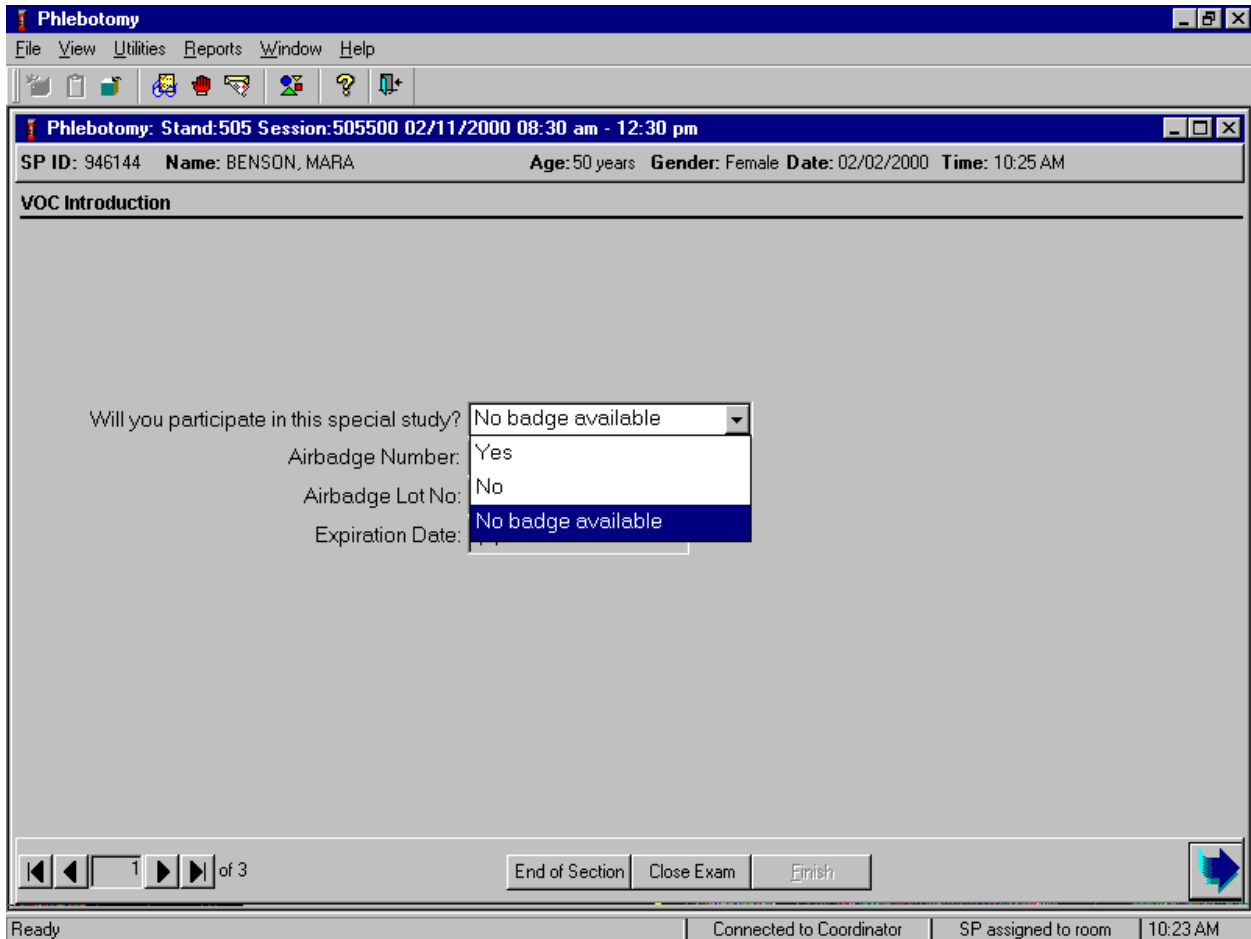 Phlebotomy
File View Utilities Reports Window Help
Phlebotomy: Stand:505 Session:505500 02/11/2000 08:30 am - 12:30 pm
SP ID: 946144 Name: BENSON, MARA Age: 50 years Gender: Female Date: 02/02/2000 Time: 10:25 AM
VOC Introduction
Will you participate in this special study? No badge available
Airbadge Number: Yes
Airbadge Lot No: No
No badge available
Expiration Date:
1 of 3 End of Section Close Exam Finish
Ready Connected to Coordinator SP assigned to room 10:23 AM